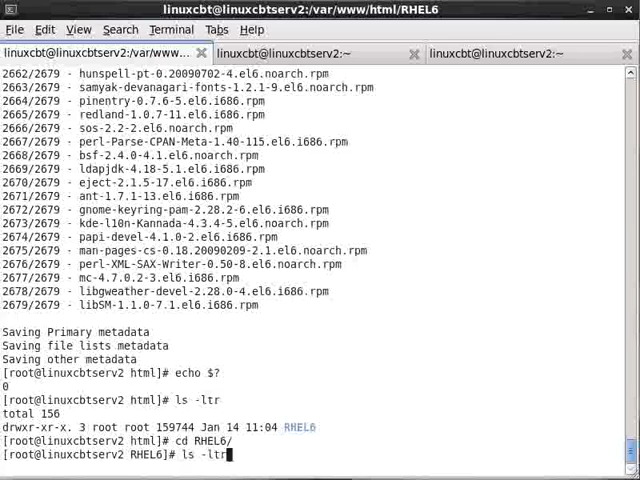 linuxcbt@linuxcbtserv2:/var/www/html/RHEL6
File Edit View Search Terminal Tabs Help
linuxcbt@linuxcbtserv2:/var/www... linuxcbt@linuxcbtserv2:~ linuxcbt@linuxcbtserv2:~
2662/2679 - hunspell-pt-0.20090702-4.el6.noarch.rpm
2663/2679 - samyak-devanagari-fonts-1.2.1-9.el6.noarch.rpm
2664/2679 - pinentry-0.7.6-5.el6.i686.rpm
2665/2679 - redland-1.0.7-11.el6.i686.rpm
2666/2679 - sos-2.2-2.el6.noarch.rpm
2667/2679 - perl-Parse-CPAN-Meta-1.40-115.el6.i686.rpm
2668/2679 - bsf-2.4.0-4.1.el6.noarch.rpm
2669/2679 - ldapjdk-4.18-5.1.el6.i686.rpm
2670/2679 - eject-2.1.5-17.el6.i686.rpm
2671/2679 - ant-1.7.1-13.el6.i686.rpm
2672/2679 - gnome-keyring-pam-2.28.2-6.el6.i686.rpm
2673/2679 - kde-l10n-Kannada-4.3.4-5.el6.noarch.rpm
2674/2679 - papi-devel-4.1.0-2.el6.i686.rpm
2675/2679 - man-pages-cs-0.18.20090209-2.1.el6.noarch.rpm
2676/2679 - perl-XML-SAX-Writer-0.50-8.el6.noarch.rpm
2677/2679 - mc-4.7.0.2-3.el6.i686.rpm
2678/2679 - libgweather-devel-2.28.0-4.el6.i686.rpm
2679/2679 - libSM-1.1.0-7.1.el6.i686.rpm
Saving Primary metadata
Saving file lists metadata
Saving other metadata
[root@linuxcbtserv2 html]# echo $?
0
[root@linuxcbtserv2 html]# ls -ltr
total 156
drwxr-xr-x. 3 root root 159744 Jan 14 11:04 RHEL6
[root@linuxcbtserv2 html]# cd RHEL6/
[root@linuxcbtserv2 RHEL6]# ls -ltr